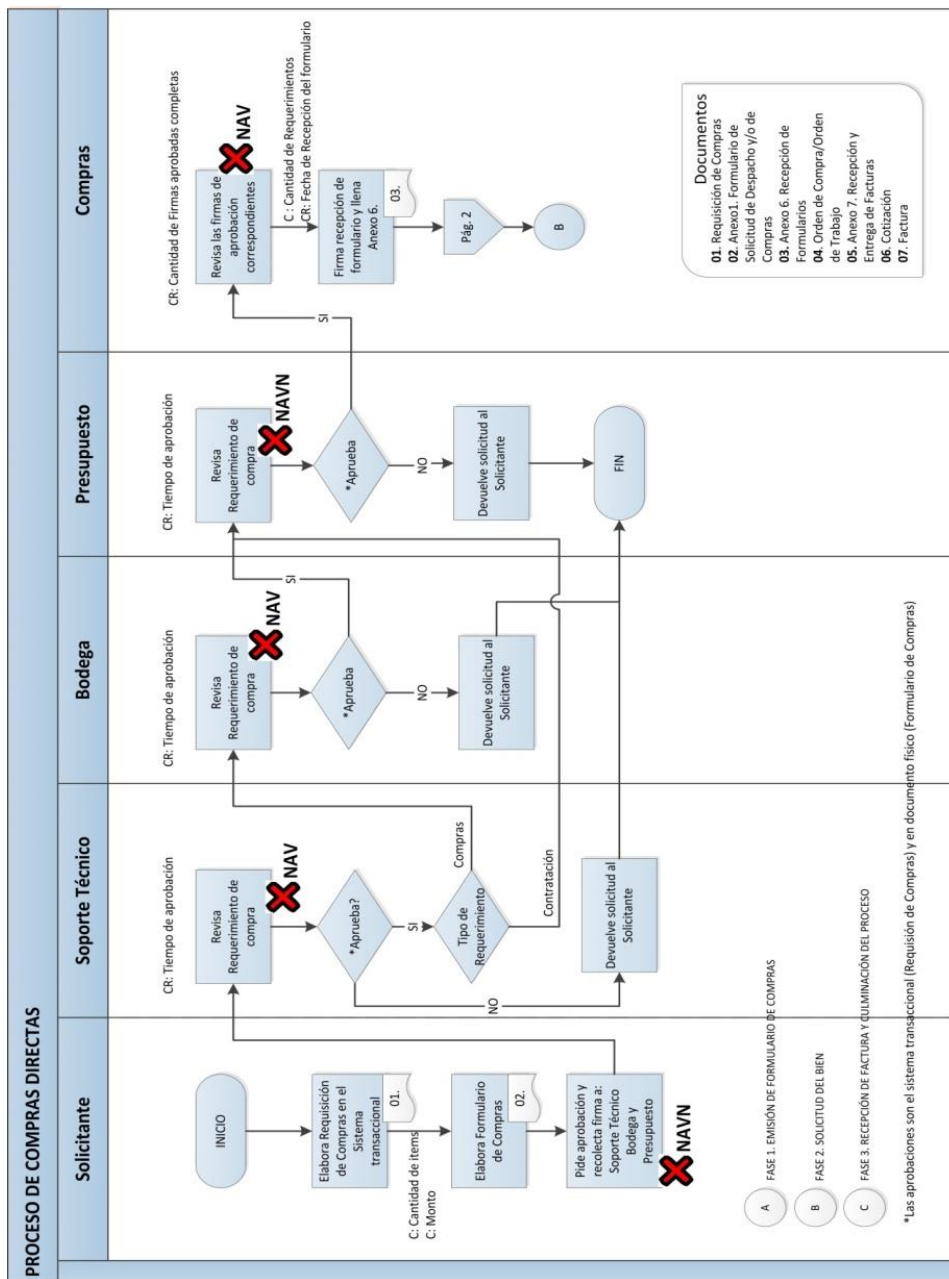 PROCESO DE COMPRAS DIRECTAS
Solicitante
INICIO
Elabora Requisición
de Compras en el
Sistema
transaccional
01.
C: Cantidad de items
C: Monto
Elabora Formulario
de Compras
02.
Pide aprobación y
recolecta firma a:
Soporte Técnico
Bodega y
Presupuesto
NAVN
A
FASE 1. EMISIÓN DE FORMULARIO DE COMPRAS
B
FASE 2. SOLICITUD DEL BIEN
C
FASE 3. RECEPCIÓN DE FACTURA Y CULMINACIÓN DEL PROCESO
*Las aprobaciones son el sistema transaccional (Requisión de Compras) y en documento físico (Formulario de Compras)
Soporte Técnico
CR: Tiempo de aprobación
Revisa
Requerimiento de
compra
NAV
*Aprueba?
SI
NO
Tipo de
Requerimiento
Compras
Contratación
Devuelve solicitud al
Solicitante
Bodega
CR: Tiempo de aprobación
Revisa
Requerimiento de
compra
NAV
*Aprueba
SI
NO
Devuelve solicitud al
Solicitante
Presupuesto
CR: Tiempo de aprobación
Revisa
Requerimiento de
compra
NAVN
*Aprueba
SI
NO
Devuelve solicitud al
Solicitante
FIN
Compras
CR: Cantidad de Firmas aprobadas completas
Revisa las firmas de
aprobación
correspondientes
NAV
C : Cantidad de Requerimientos
CR: Fecha de Recepción del formulario
Firma recepción de
formulario y llena
Anexo 6.
03.
Pág. 2
B
Documentos
01. Requisición de Compras
02. Anexo1. Formulario de
Solicitud de Despacho y/o de
Compras
03. Anexo 6. Recepción de
Formularios
04. Orden de Compra/Orden
de Trabajo
05. Anexo 7. Recepción y
Entrega de Facturas
06. Cotización
07. Factura